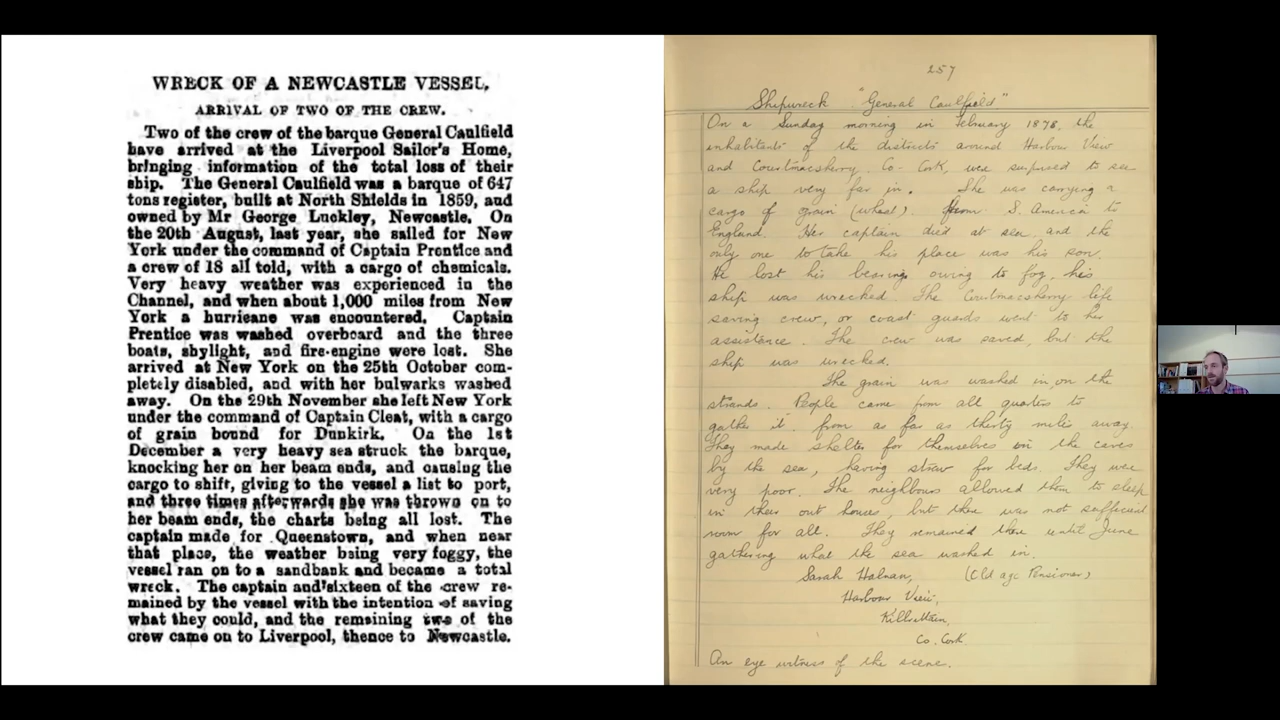 WRECK OF A NEWCASTLE VESSEL.
ARRIVAL OF TWO OF THE CREW.
Two of the crew of the barque General Caulfield
have arrived at the Liverpool Sailor's Home,
bringing information of the total loss of their
ship. The General Caulfield was a barque of 647
tons register, built at North Shields in 1859, and
owned by Mr George Luckley, Newcastle. On
the 20th August, last year, she sailed for New
York under the command of Captain Prentice and
a crew of 18 all told, with a cargo of chemicals.
Very heavy weather was experienced in the
Channel, and when about 1,000 miles from New
York a hurricane was encountered. Captain
Prentice was washed overboard and the three
boats, skylight, and fire-engine were lost. She
arrived at New York on the 25th October com-
pletely disabled, and with her bulwarks washed
away. On the 29th November she left New York
under the command of Captain Cleat, with a cargo
of grain bound for Dunkirk. On the 1st
December a very heavy sea struck the barque,
knocking her on her beam ends, and causing the
cargo to shift, giving to the vessel a list to port,
and three times afterwards she was thrown on to
her beam ends, the charts being all lost. The
captain made for Queenstown, and when near
that place, the weather being very foggy, the
vessel ran on to a sandbank and became a total
wreck. The captain and sixteen of the crew re-
mained by the vessel with the intention of saving
what they could, and the remaining two of the
crew came on to Liverpool, thence to Newcastle.
257
Shipwreck "General Caulfield"
On a Sunday morning in February 1878, the
inhabitants of the districts around Harbour View
and Courtmacsherry, Co-Cork, were surprised to see
a ship very far in. She was carrying a
cargo of grain (wheat). from S. America to
England. Her captain died at sea, and the
only one to take his place was his son.
He lost his bearing owing to fog, his
ship was wrecked. The Courtmacsherry life
saving crew, or coast guards went to her
assistance. The crew was saved, but the
ship was wrecked.
The grain was washed in on the
strands. People came from all quarters to
gather it from as far as thirty miles away.
They made shelter for themselves in the caves
by the sea, having straw for beds. They were
very poor. The neighbours allowed them to sleep
in their out houses, but there was not sufficient
room for all. They remained there until June
gathering what the sea washed in.
Sarah Halnan, (Old age Pensioner)
Harbour View,
Kilbrittain,
Co. Cork
An eye witness of the scene.